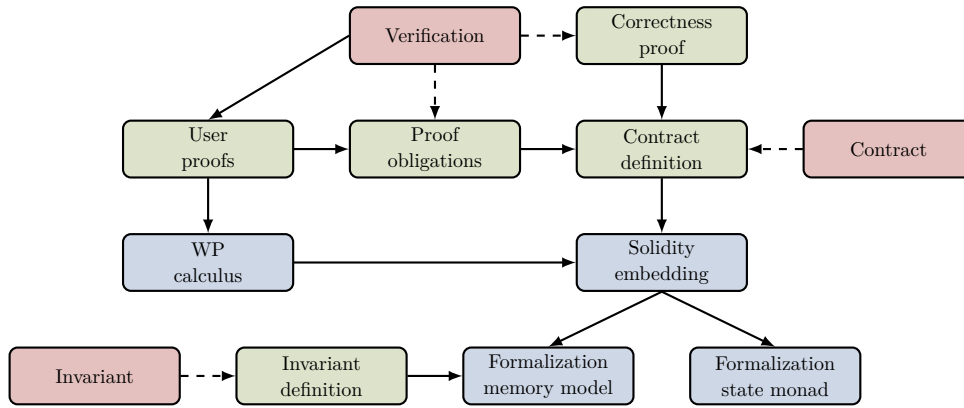 Verification
Correctness
proof
User
proofs
Proof
obligations
Contract
definition
Contract
WP
calculus
Solidity
embedding
Invariant
Invariant
definition
Formalization
memory model
Formalization
state monad